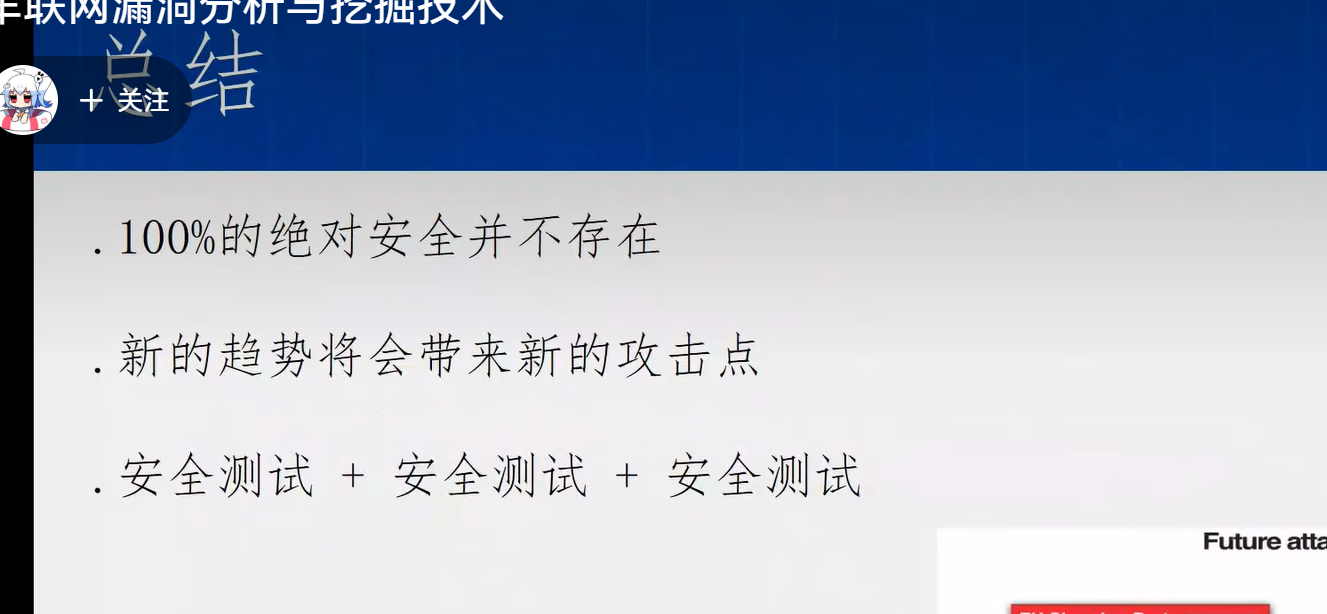 车联网漏洞分析与挖掘技术
总结
+ 关注
. 100%的绝对安全并不存在
. 新的趋势将会带来新的攻击点
. 安全测试 + 安全测试 + 安全测试
Future atta